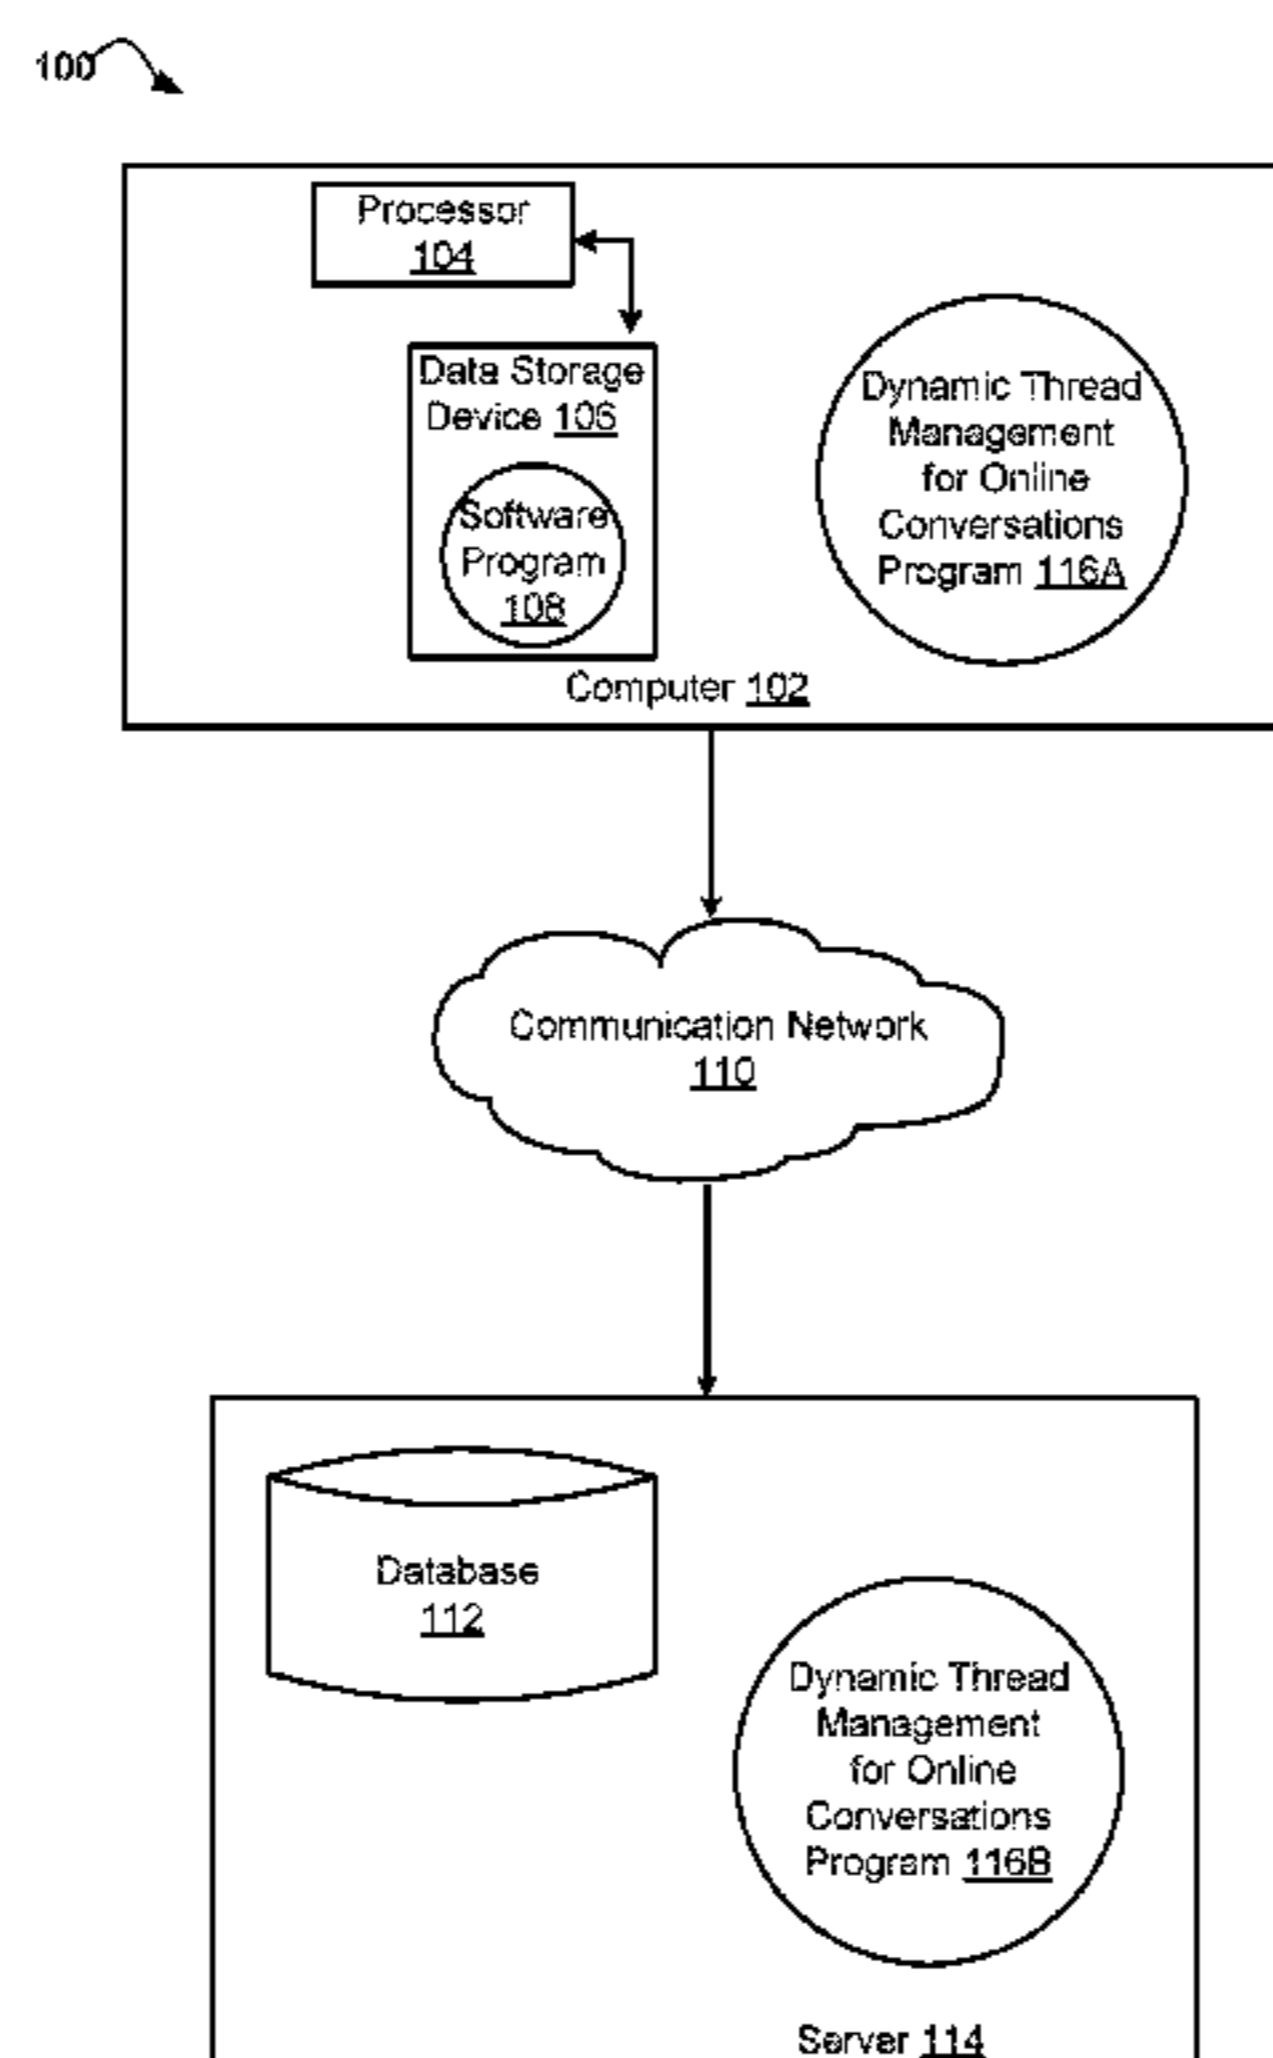 100
Processor
104
Data Storage
Device 106
Software
Program
108
Dynamic Thread
Management
for Online
Conversations
Program 116A
Computer 102
Communication Network
110
Database
112
Dynamic Thread
Management
for Online
Conversations
Program 116B
Server 114